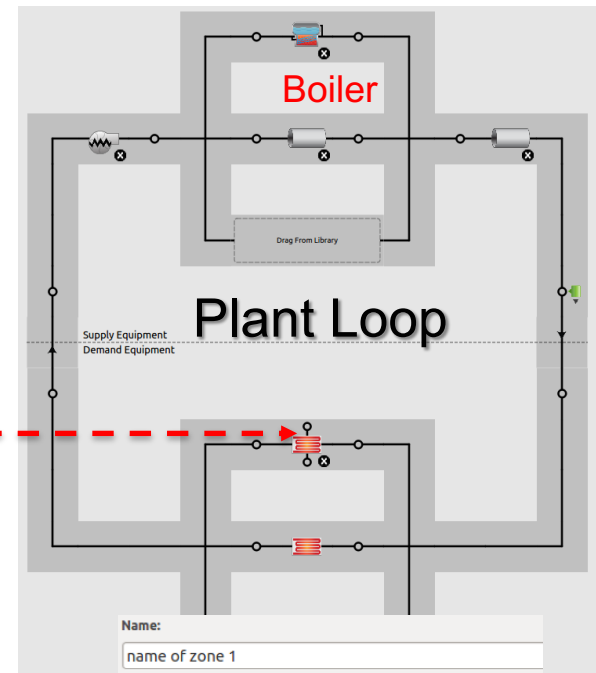 Boiler
Drag From Library
Plant Loop
Supply Equipment
Demand Equipment
Name:
name of zone 1